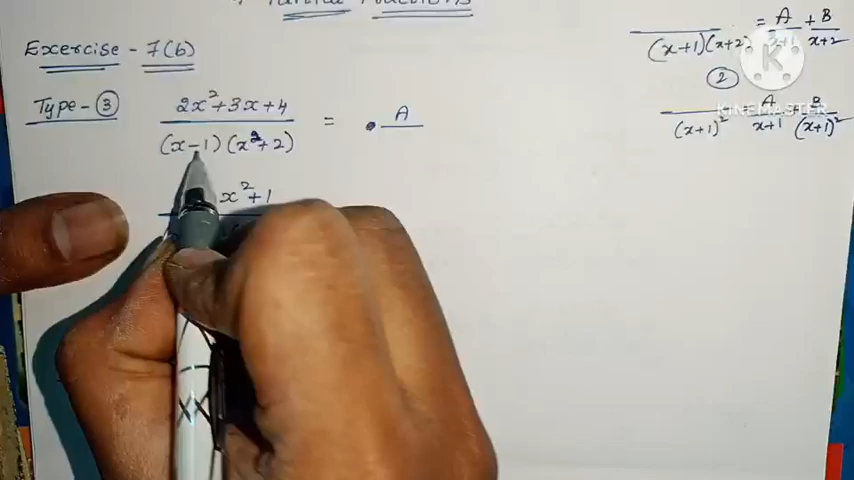 Partial Fractions
Exercise - 7(b)
Type - ③ 2x²+3x+4 / (x-1)(x²+2) = A
x²+1
/ (x+1)(x+2) = A / x+1 + B / x+2
②
/ (x+1)² = A / x+1 + B / (x+1)²
KINEMASTER